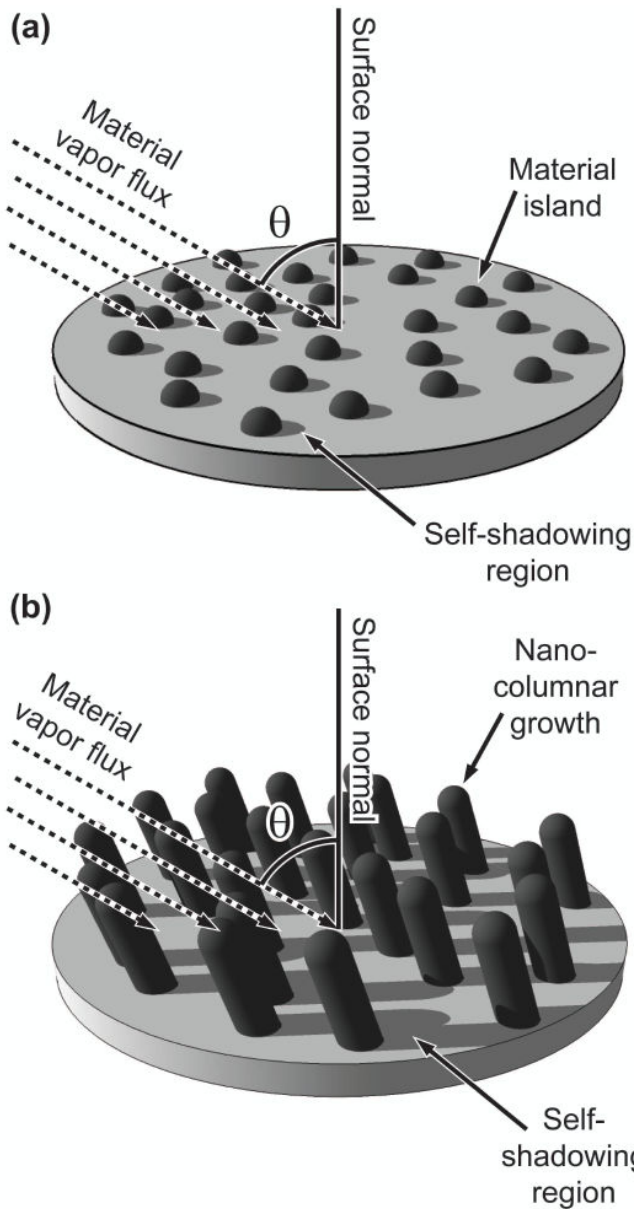 (a)
Material
vapor flux
θ
Surface normal
Material
island
Self-shadowing
region
(b)
Material
vapor flux
θ
Surface normal
Nano-
columnar
growth
Self-
shadowing
region